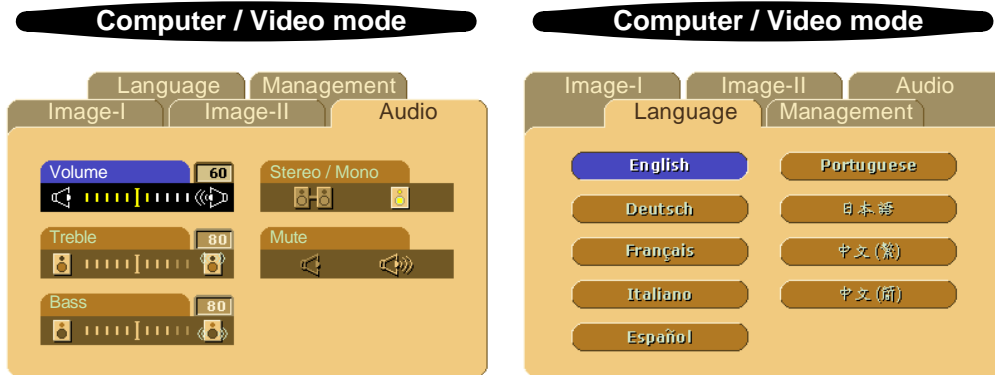 Computer / Video mode
Language Management
Image-I Image-II Audio
Volume 60
Stereo / Mono
Treble 80
Mute
Bass 80
Computer / Video mode
Image-I Image-II Audio
Language Management
English Portuguese
Deutsch 日本語
Français 中文(繁)
Italiano 中文(简)
Español